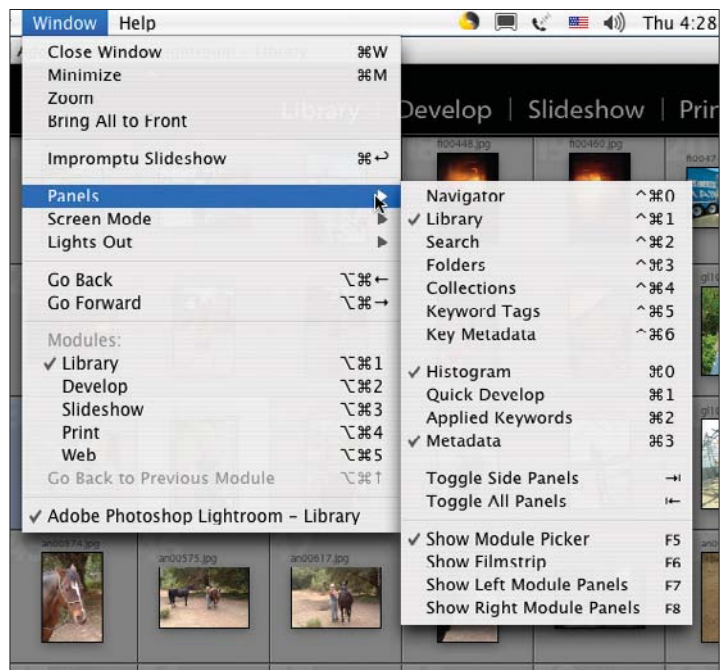 Window Help Thu 4:28
Close Window ⌘W
Minimize ⌘M
Zoom
Bring All to Front
Impromptu Slideshow ⌘↩
Panels
Screen Mode
Lights Out
Go Back ⌥⌘←
Go Forward ⌥⌘→
Modules:
✓ Library ⌥⌘1
Develop ⌥⌘2
Slideshow ⌥⌘3
Print ⌥⌘4
Web ⌥⌘5
Go Back to Previous Module ⌥⌘↑
✓ Adobe Photoshop Lightroom – Library
Library | Develop | Slideshow | Prin
fl00448.jpg fl00460.jpg
Navigator ^⌘0
✓ Library ^⌘1
Search ^⌘2
Folders ^⌘3
Collections ^⌘4
Keyword Tags ^⌘5
Key Metadata ^⌘6
✓ Histogram ⌘0
Quick Develop ⌘1
Applied Keywords ⌘2
✓ Metadata ⌘3
Toggle Side Panels ⇥
Toggle All Panels ⇤
✓ Show Module Picker F5
Show Filmstrip F6
Show Left Module Panels F7
Show Right Module Panels F8
an00574.jpg an00575.jpg an00617.jpg